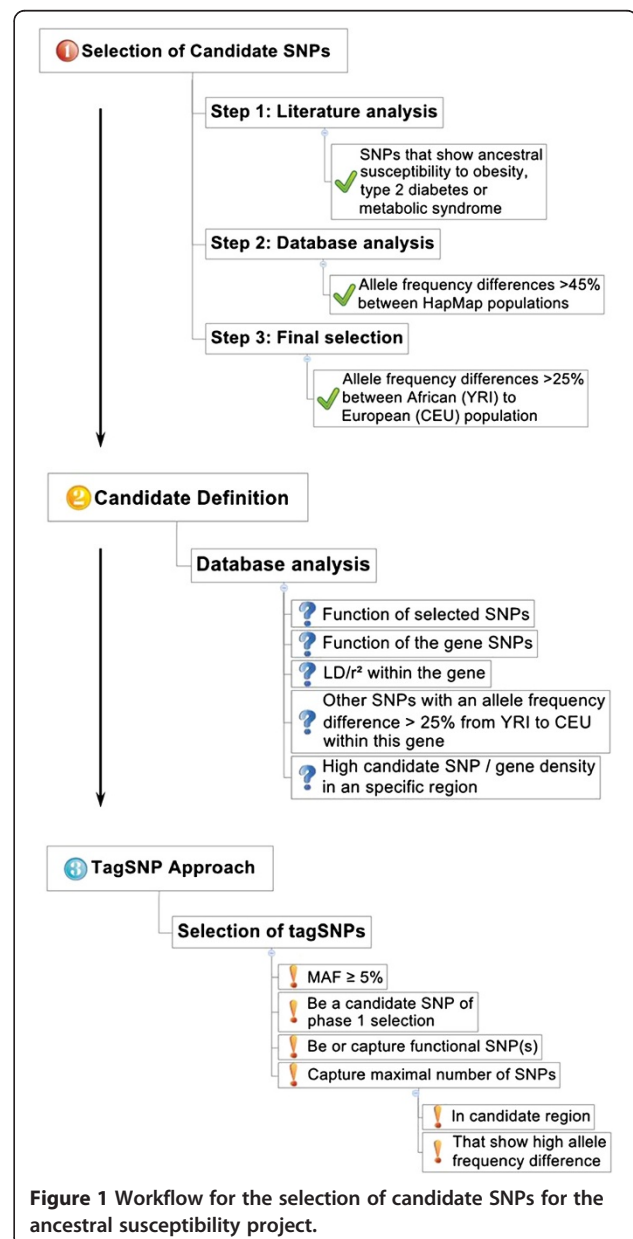 1 Selection of Candidate SNPs
Step 1: Literature analysis
SNPs that show ancestral
susceptibility to obesity,
type 2 diabetes or
metabolic syndrome
Step 2: Database analysis
Allele frequency differences >45%
between HapMap populations
Step 3: Final selection
Allele frequency differences >25%
between African (YRI) to
European (CEU) population
2 Candidate Definition
Database analysis
? Function of selected SNPs
? Function of the gene SNPs
? LD/r² within the gene
Other SNPs with an allele frequency
? difference > 25% from YRI to CEU
within this gene
? High candidate SNP / gene density
in an specific region
3 TagSNP Approach
Selection of tagSNPs
! MAF ≥ 5%
! Be a candidate SNP of
phase 1 selection
! Be or capture functional SNP(s)
! Capture maximal number of SNPs
! In candidate region
! That show high allele
frequency difference
Figure 1 Workflow for the selection of candidate SNPs for the
ancestral susceptibility project.